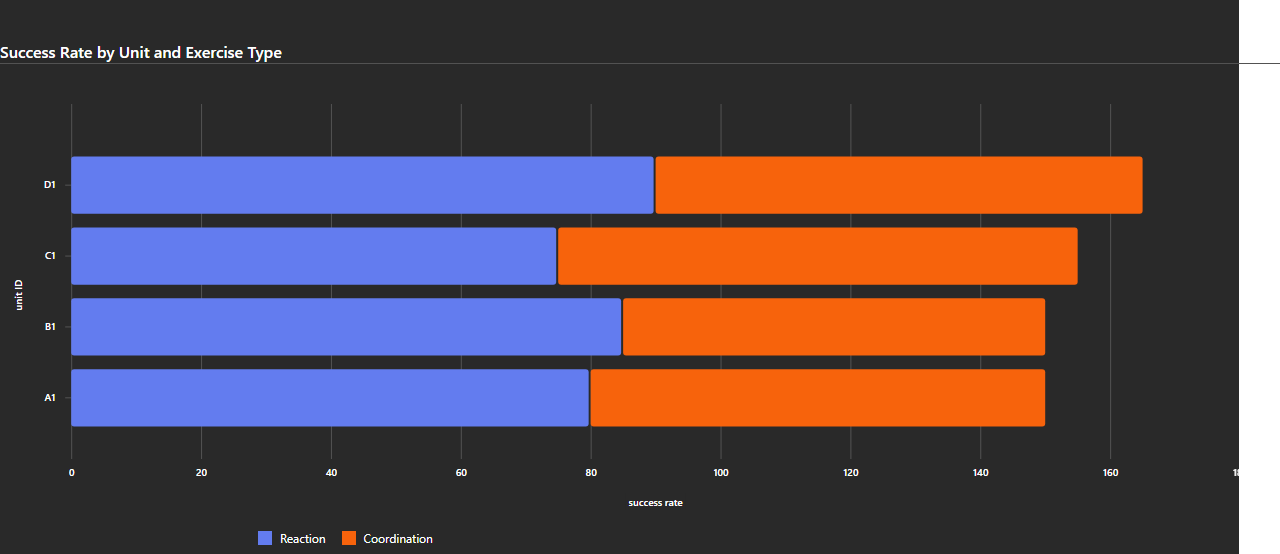 Success Rate by Unit and Exercise Type
D1
C1
B1
A1
unit ID
0 20 40 60 80 100 120 140 160
success rate
Reaction Coordination